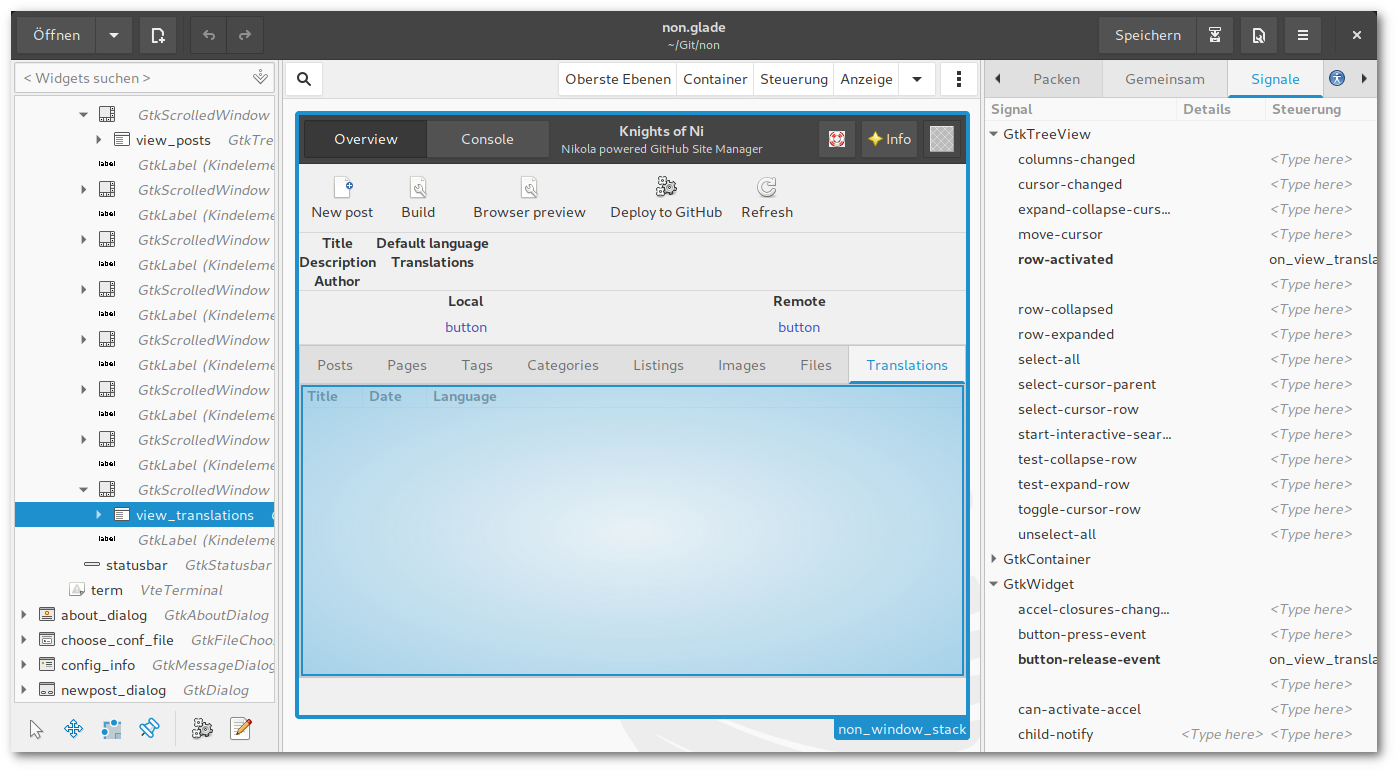 Öffnen
non.glade
~/Git/non
Speichern
< Widgets suchen >
GtkScrolledWindow
view_posts GtkTre
label GtkLabel (Kindeleme
GtkScrolledWindow
label GtkLabel (Kindeleme
GtkScrolledWindow
label GtkLabel (Kindeleme
GtkScrolledWindow
label GtkLabel (Kindeleme
GtkScrolledWindow
label GtkLabel (Kindeleme
GtkScrolledWindow
label GtkLabel (Kindeleme
GtkScrolledWindow
label GtkLabel (Kindeleme
GtkScrolledWindow
view_translations
label GtkLabel (Kindeleme
statusbar GtkStatusbar
term VteTerminal
about_dialog GtkAboutDialog
choose_conf_file GtkFileChoo
config_info GtkMessageDialog
newpost_dialog GtkDialog
Oberste Ebenen Container Steuerung Anzeige
Overview Console
Knights of Ni
Nikola powered GitHub Site Manager
Info
New post Build Browser preview Deploy to GitHub Refresh
Title Default language
Description Translations
Author
Local Remote
button button
Posts Pages Tags Categories Listings Images Files Translations
Title Date Language
non_window_stack
Packen Gemeinsam Signale
Signal Details Steuerung
GtkTreeView
columns-changed <Type here>
cursor-changed <Type here>
expand-collapse-curs... <Type here>
move-cursor <Type here>
row-activated on_view_transla
<Type here>
row-collapsed <Type here>
row-expanded <Type here>
select-all <Type here>
select-cursor-parent <Type here>
select-cursor-row <Type here>
start-interactive-sear... <Type here>
test-collapse-row <Type here>
test-expand-row <Type here>
toggle-cursor-row <Type here>
unselect-all <Type here>
GtkContainer
GtkWidget
accel-closures-chang... <Type here>
button-press-event <Type here>
button-release-event on_view_transla
<Type here>
can-activate-accel <Type here>
child-notify <Type here> <Type here>